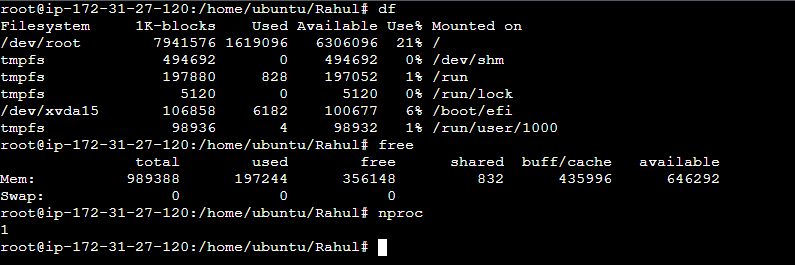 root@ip-172-31-27-120:/home/ubuntu/Rahul# df
Filesystem     1K-blocks    Used Available Use% Mounted on
/dev/root        7941576 1619096   6306096  21% /
tmpfs             494692       0    494692   0% /dev/shm
tmpfs             197880     828    197052   1% /run
tmpfs               5120       0      5120   0% /run/lock
/dev/xvda15       106858    6182    100677   6% /boot/efi
tmpfs              98936       4     98932   1% /run/user/1000
root@ip-172-31-27-120:/home/ubuntu/Rahul# free
               total        used        free      shared  buff/cache   available
Mem:          989388      197244      356148         832      435996      646292
Swap:              0           0           0
root@ip-172-31-27-120:/home/ubuntu/Rahul# nproc
1
root@ip-172-31-27-120:/home/ubuntu/Rahul#